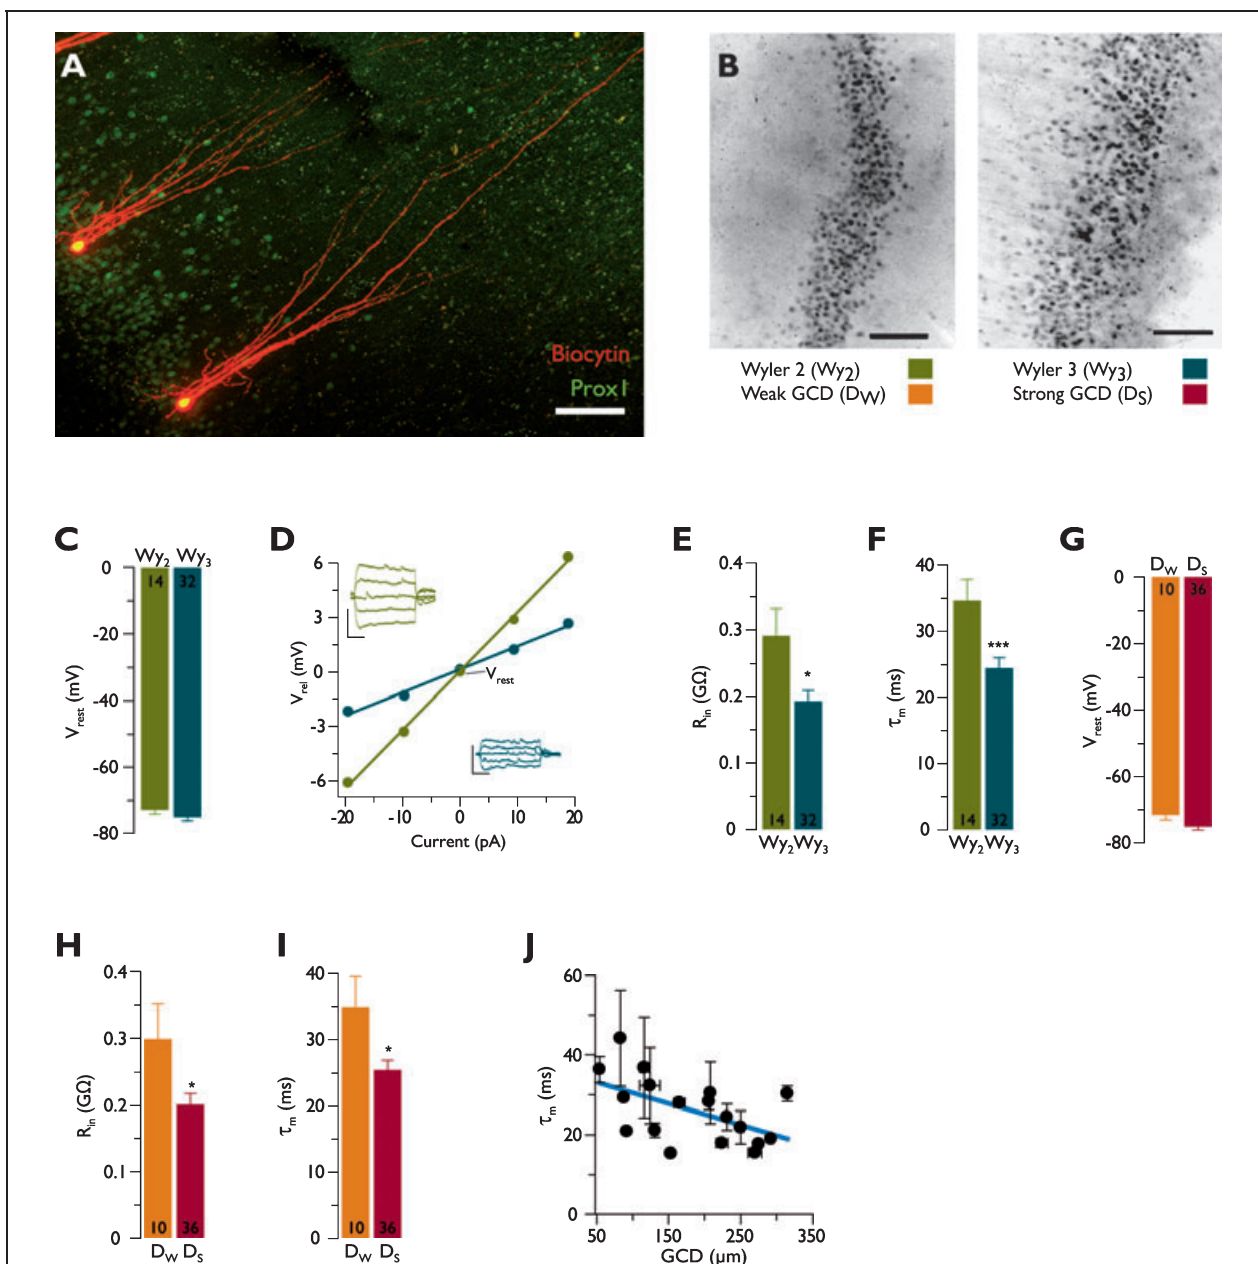 A
Biocytin
Prox1
B
Wyler 2 (Wy2)
Weak GCD (DW)
Wyler 3 (Wy3)
Strong GCD (DS)
C
Wy2 Wy3
14 32
0
-20
-40
-60
-80
Vrest (mV)
D
6
3
0
-3
-6
Vrel (mV)
Vrest
-20 -10 0 10 20
Current (pA)
E
0.4
0.3
0.2
0.1
0
Rin (GΩ)
*
14 32
Wy2 Wy3
F
40
30
20
10
0
τm (ms)
***
14 32
Wy2 Wy3
G
DW DS
10 36
0
-20
-40
-60
-80
Vrest (mV)
H
0.4
0.3
0.2
0.1
0
Rin (GΩ)
*
10 36
DW DS
I
40
30
20
10
0
τm (ms)
*
10 36
DW DS
J
60
40
20
0
τm (ms)
50 150 250 350
GCD (µm)